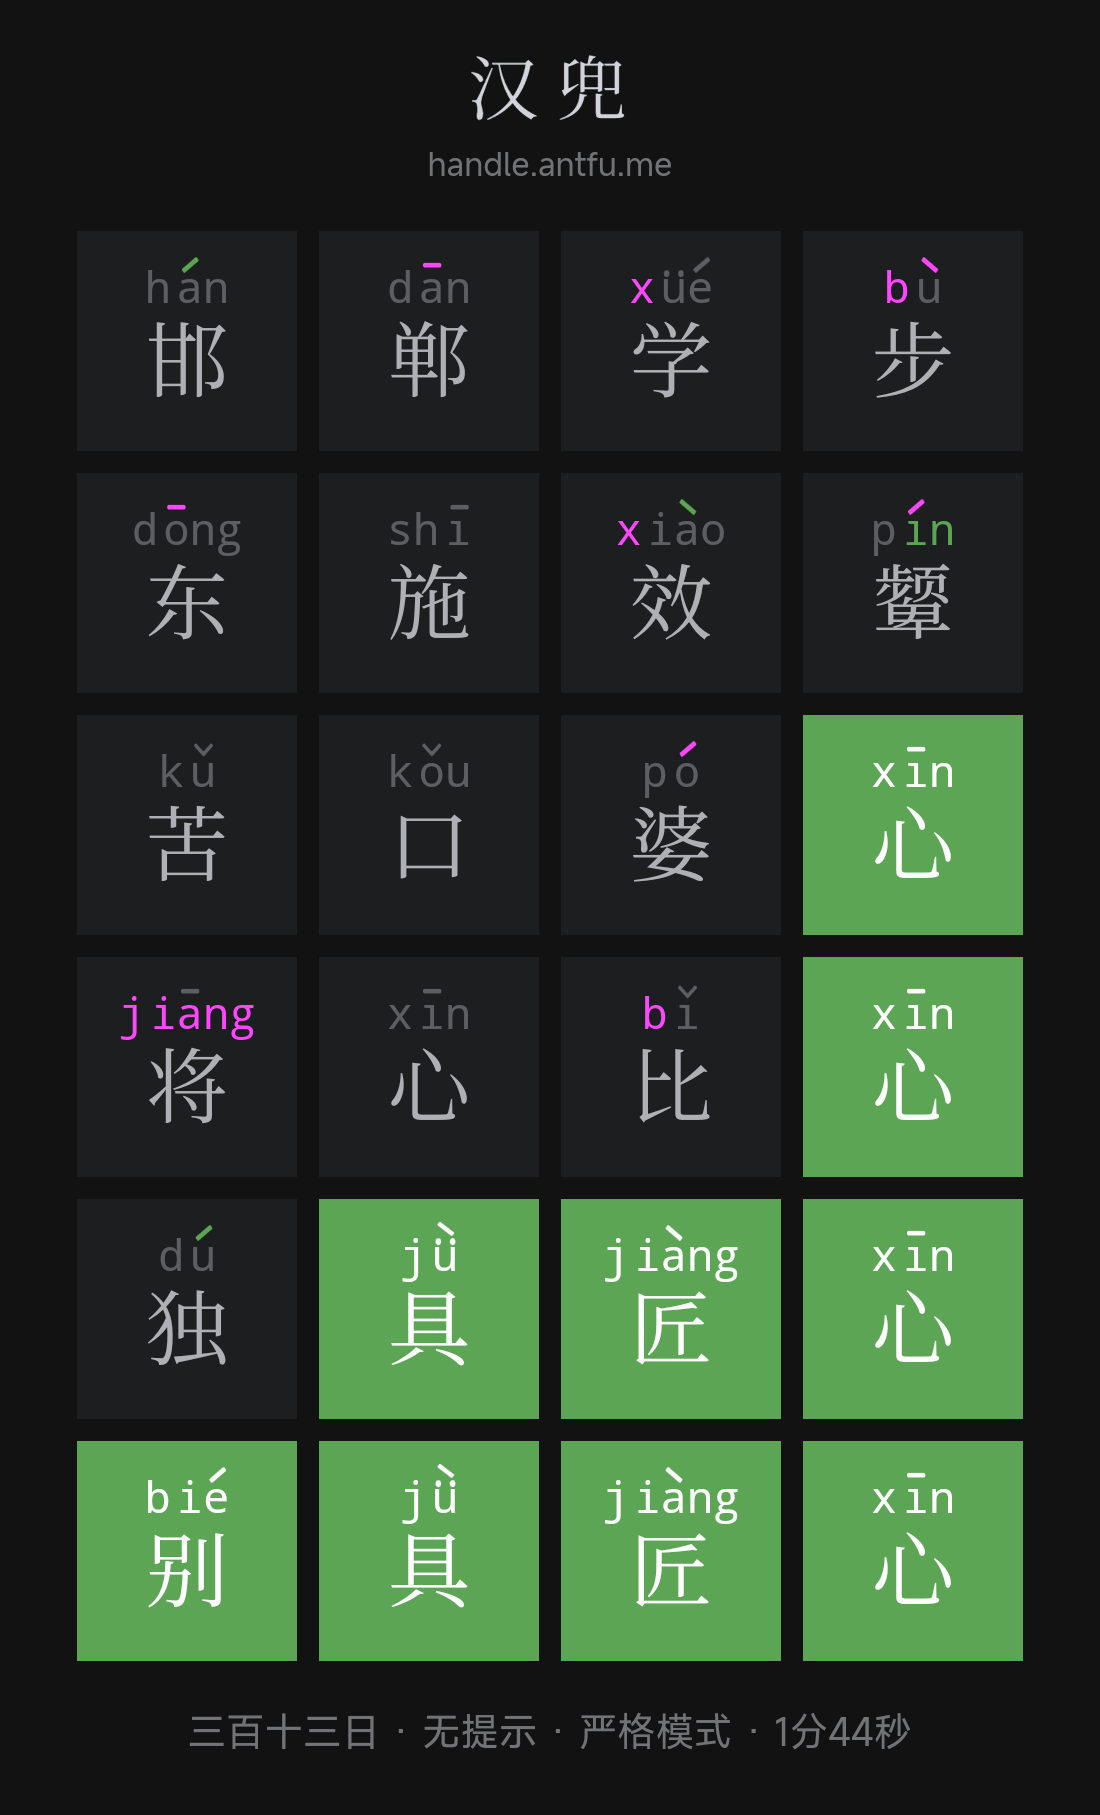 汉兜
handle.antfu.me
hán dān xüé bù
邯 郸 学 步
dōng shī xiào pín
东 施 效 颦
kǔ kǒu pó xīn
苦 口 婆 心
jiāng xīn bǐ xīn
将 心 比 心
dú jǜ jiàng xīn
独 具 匠 心
bié jǜ jiàng xīn
别 具 匠 心
三百十三日 · 无提示 · 严格模式 · 1分44秒